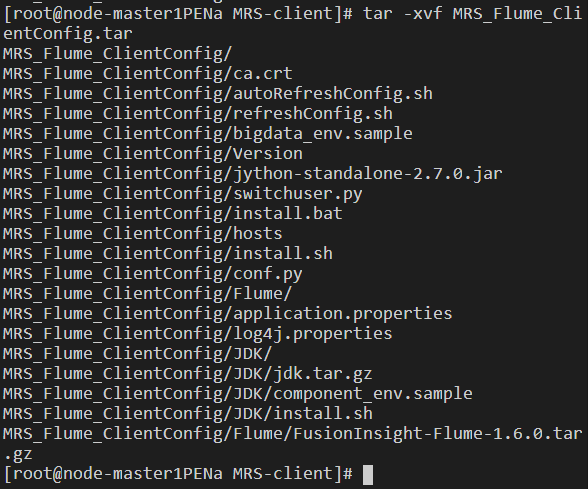 [root@node-master1PENa MRS-client]# tar -xvf MRS_Flume_Cli
entConfig.tar
MRS_Flume_ClientConfig/
MRS_Flume_ClientConfig/ca.crt
MRS_Flume_ClientConfig/autoRefreshConfig.sh
MRS_Flume_ClientConfig/refreshConfig.sh
MRS_Flume_ClientConfig/bigdata_env.sample
MRS_Flume_ClientConfig/Version
MRS_Flume_ClientConfig/jython-standalone-2.7.0.jar
MRS_Flume_ClientConfig/switchuser.py
MRS_Flume_ClientConfig/install.bat
MRS_Flume_ClientConfig/hosts
MRS_Flume_ClientConfig/install.sh
MRS_Flume_ClientConfig/conf.py
MRS_Flume_ClientConfig/Flume/
MRS_Flume_ClientConfig/application.properties
MRS_Flume_ClientConfig/log4j.properties
MRS_Flume_ClientConfig/JDK/
MRS_Flume_ClientConfig/JDK/jdk.tar.gz
MRS_Flume_ClientConfig/JDK/component_env.sample
MRS_Flume_ClientConfig/JDK/install.sh
MRS_Flume_ClientConfig/Flume/FusionInsight-Flume-1.6.0.tar
.gz
[root@node-master1PENa MRS-client]#